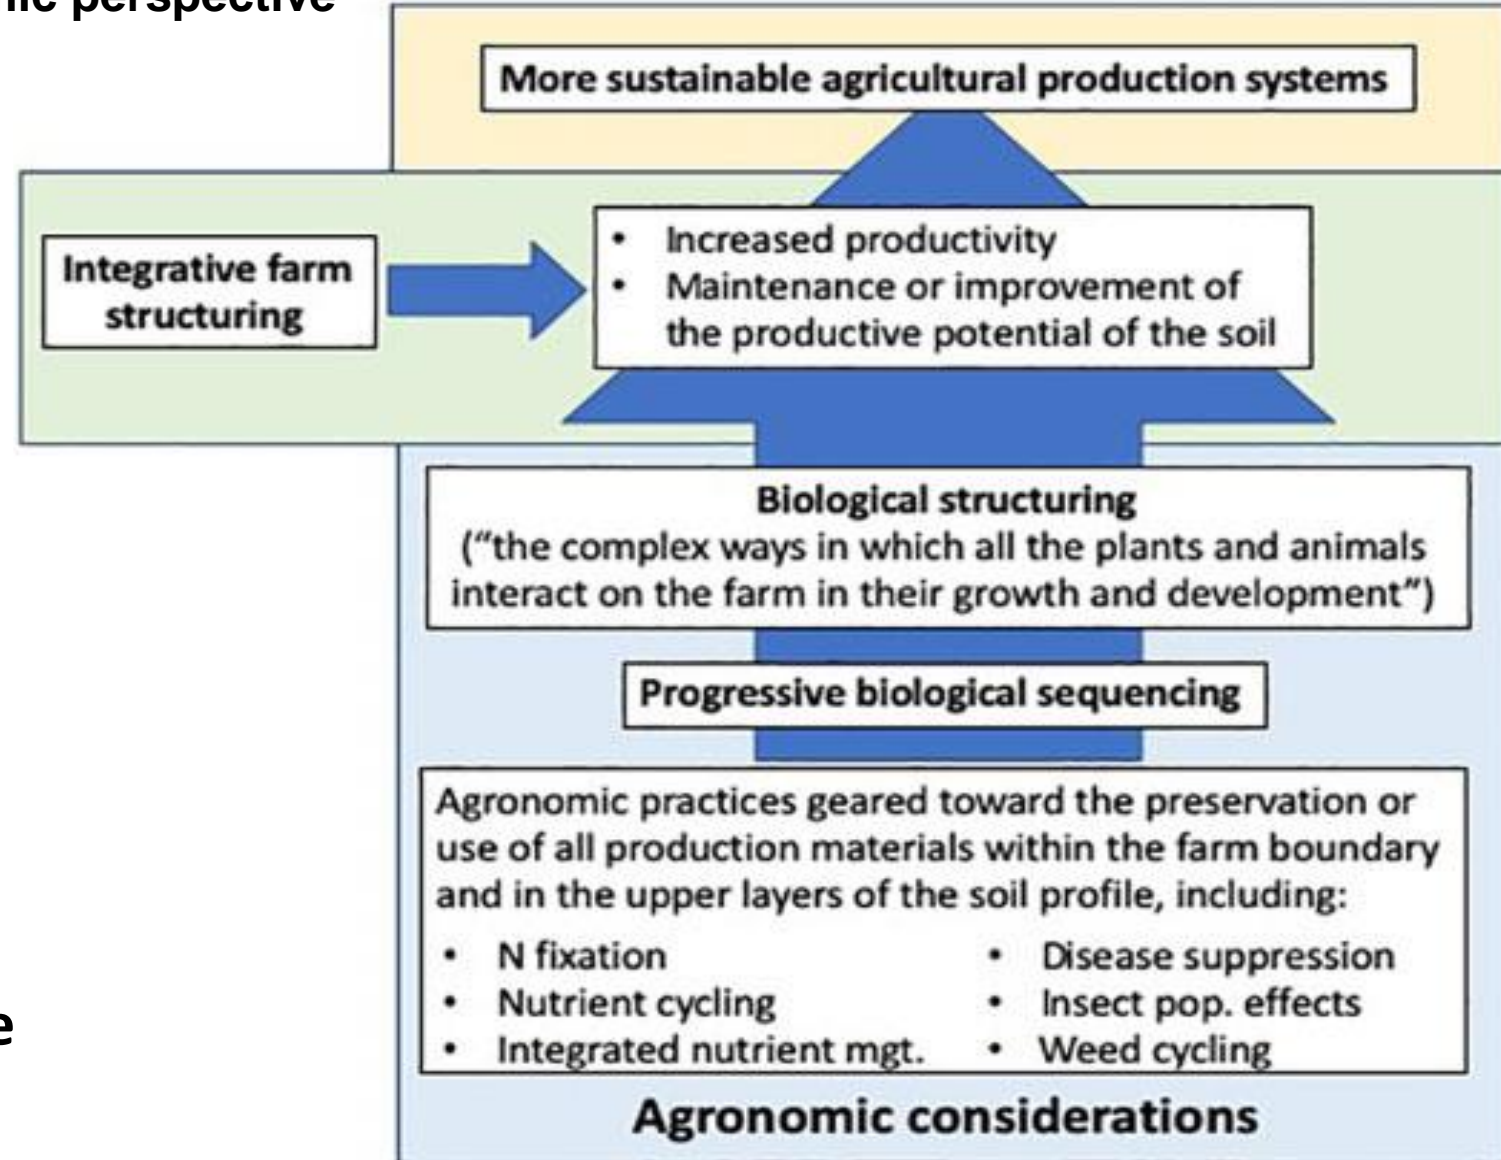 perspective
More sustainable agricultural production systems
Integrative farm
structuring
• Increased productivity
• Maintenance or improvement of
the productive potential of the soil
Biological structuring
(“the complex ways in which all the plants and animals
interact on the farm in their growth and development”)
Progressive biological sequencing
Agronomic practices geared toward the preservation or
use of all production materials within the farm boundary
and in the upper layers of the soil profile, including:
• N fixation
• Nutrient cycling
• Integrated nutrient mgt.
• Disease suppression
• Insect pop. effects
• Weed cycling
Agronomic considerations